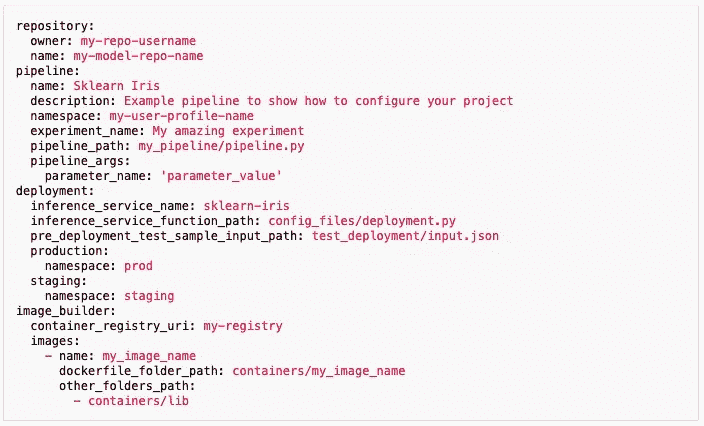 repository:
  owner: my-repo-username
  name: my-model-repo-name
pipeline:
  name: Sklearn Iris
  description: Example pipeline to show how to configure your project
  namespace: my-user-profile-name
  experiment_name: My amazing experiment
  pipeline_path: my_pipeline/pipeline.py
  pipeline_args:
    parameter_name: 'parameter_value'
deployment:
  inference_service_name: sklearn-iris
  inference_service_function_path: config_files/deployment.py
  pre_deployment_test_sample_input_path: test_deployment/input.json
  production:
    namespace: prod
  staging:
    namespace: staging
image_builder:
  container_registry_uri: my-registry
  images:
    - name: my_image_name
      dockerfile_folder_path: containers/my_image_name
      other_folders_path:
        - containers/lib